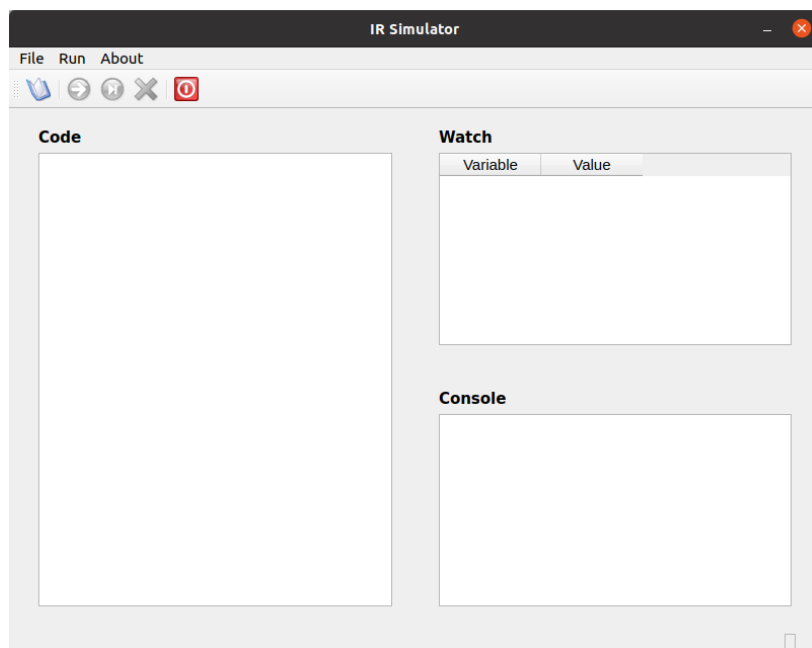 IR Simulator
File Run About
Code
Watch
Variable Value
Console